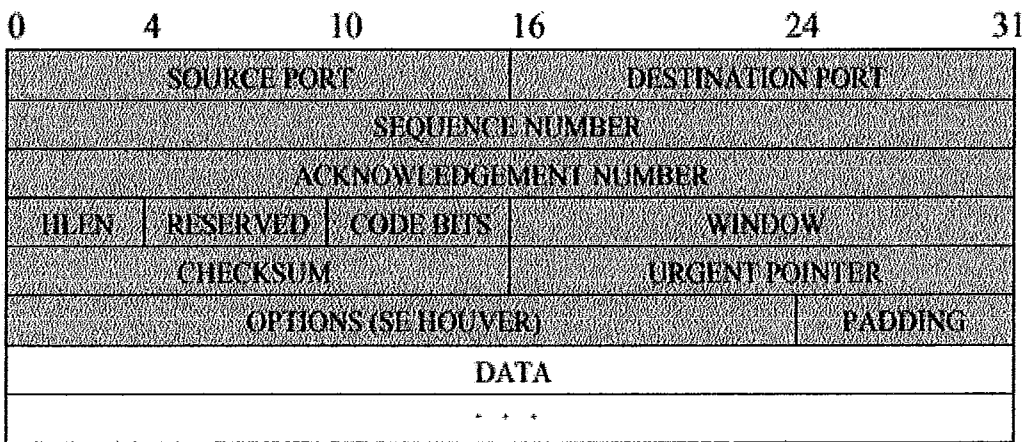 0 4 10 16 24 31
SOURCE PORT DESTINATION PORT
SEQUENCE NUMBER
ACKNOWLEDGEMENT NUMBER
HLEN RESERVED CODE BITS WINDOW
CHECKSUM URGENT POINTER
OPTIONS (SE HOUVER) PADDING
DATA
. . .